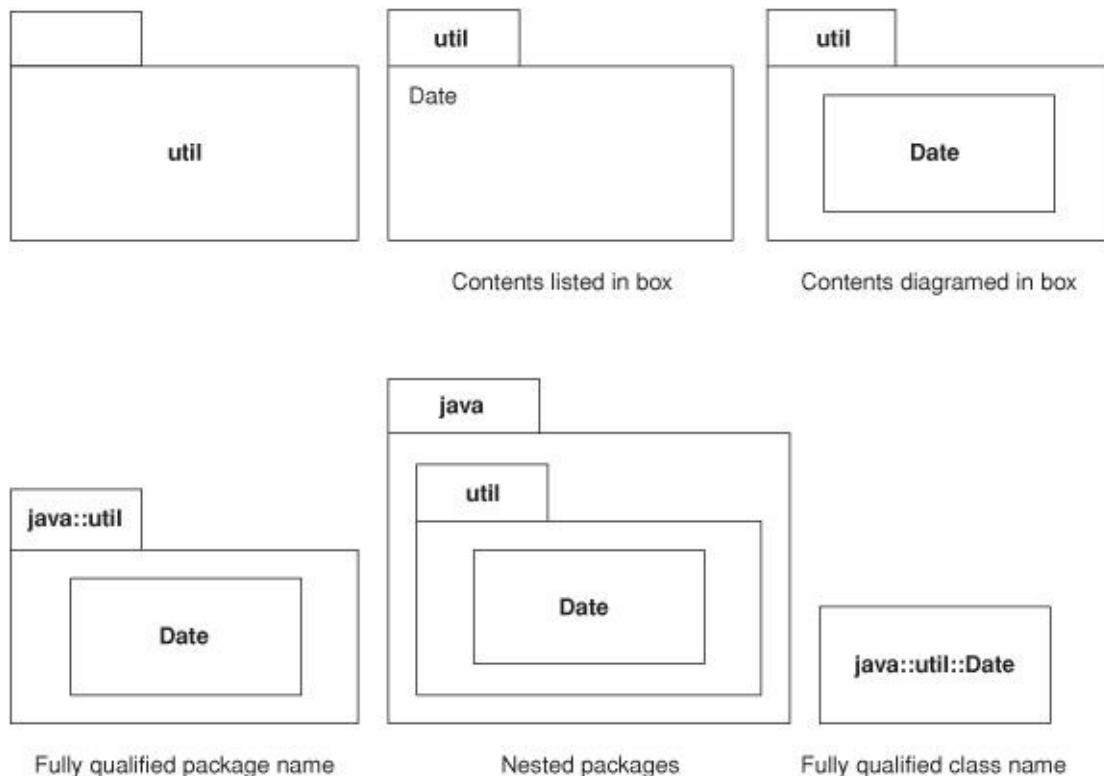 util
util
Date
util
Date
Contents listed in box
Contents diagramed in box
java::util
Date
Fully qualified package name
java
util
Date
Nested packages
java::util::Date
Fully qualified class name